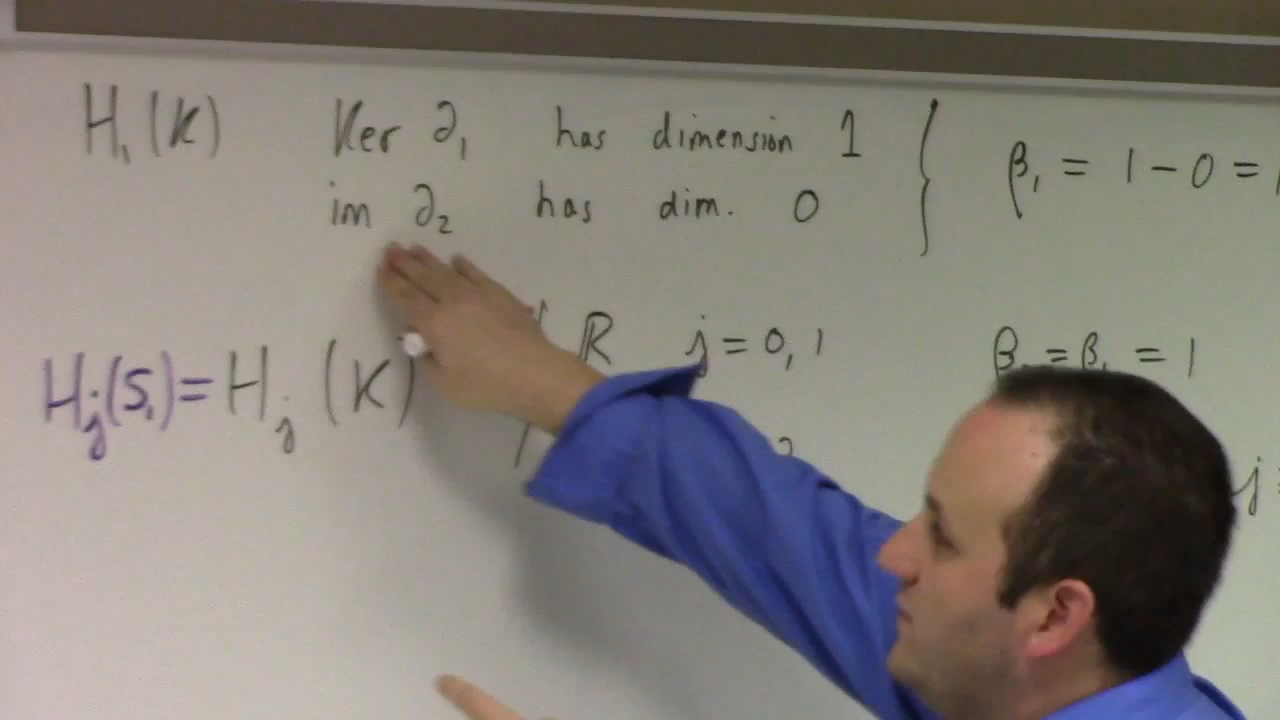 H₁(K) Ker ∂₁ has dimension 1
im ∂₂ has dim. 0
β₁ = 1 − 0 =
Hⱼ(S₁) = Hⱼ(K) ℝ j = 0, 1
= β₁ = 1
j